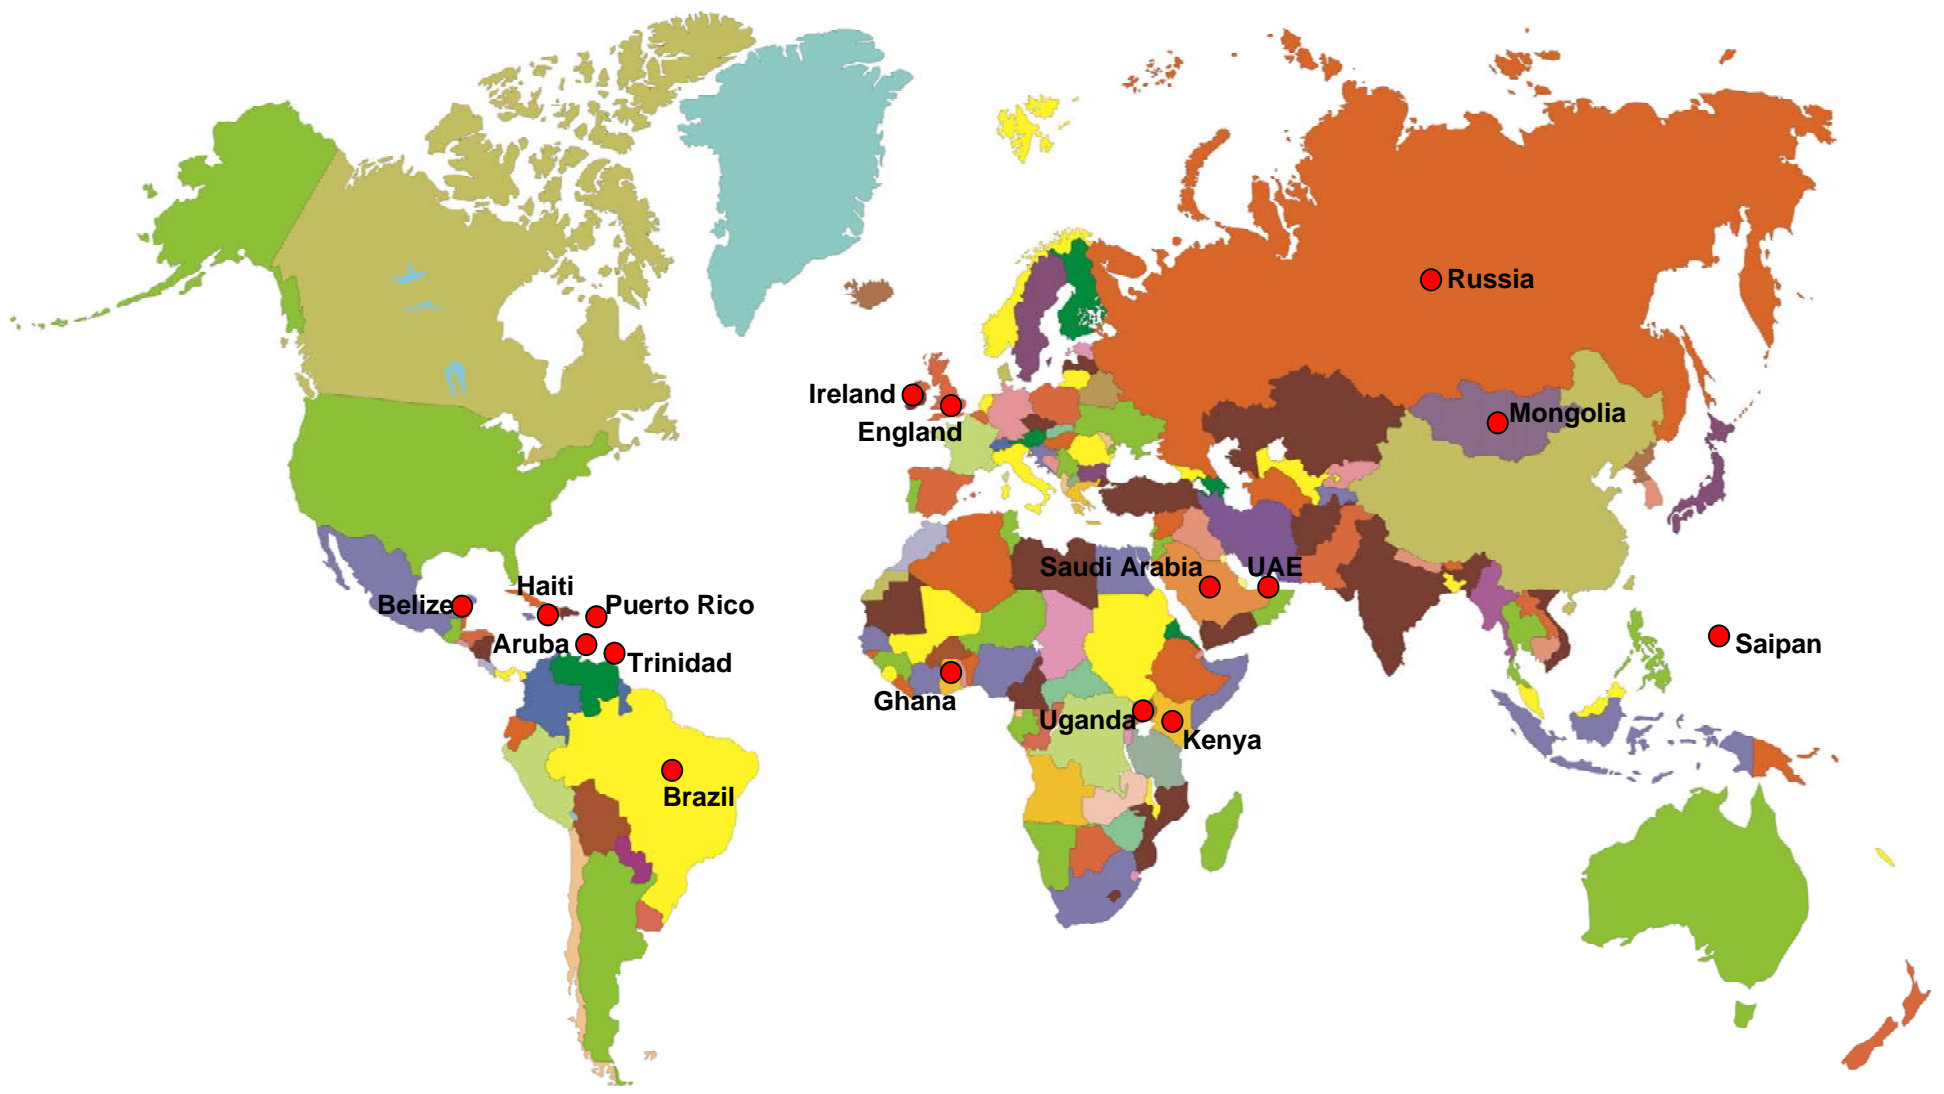 Russia
Ireland
England
Mongolia
Saudi Arabia
UAE
Haiti
Belize
Puerto Rico
Aruba
Trinidad
Saipan
Ghana
Uganda
Kenya
Brazil